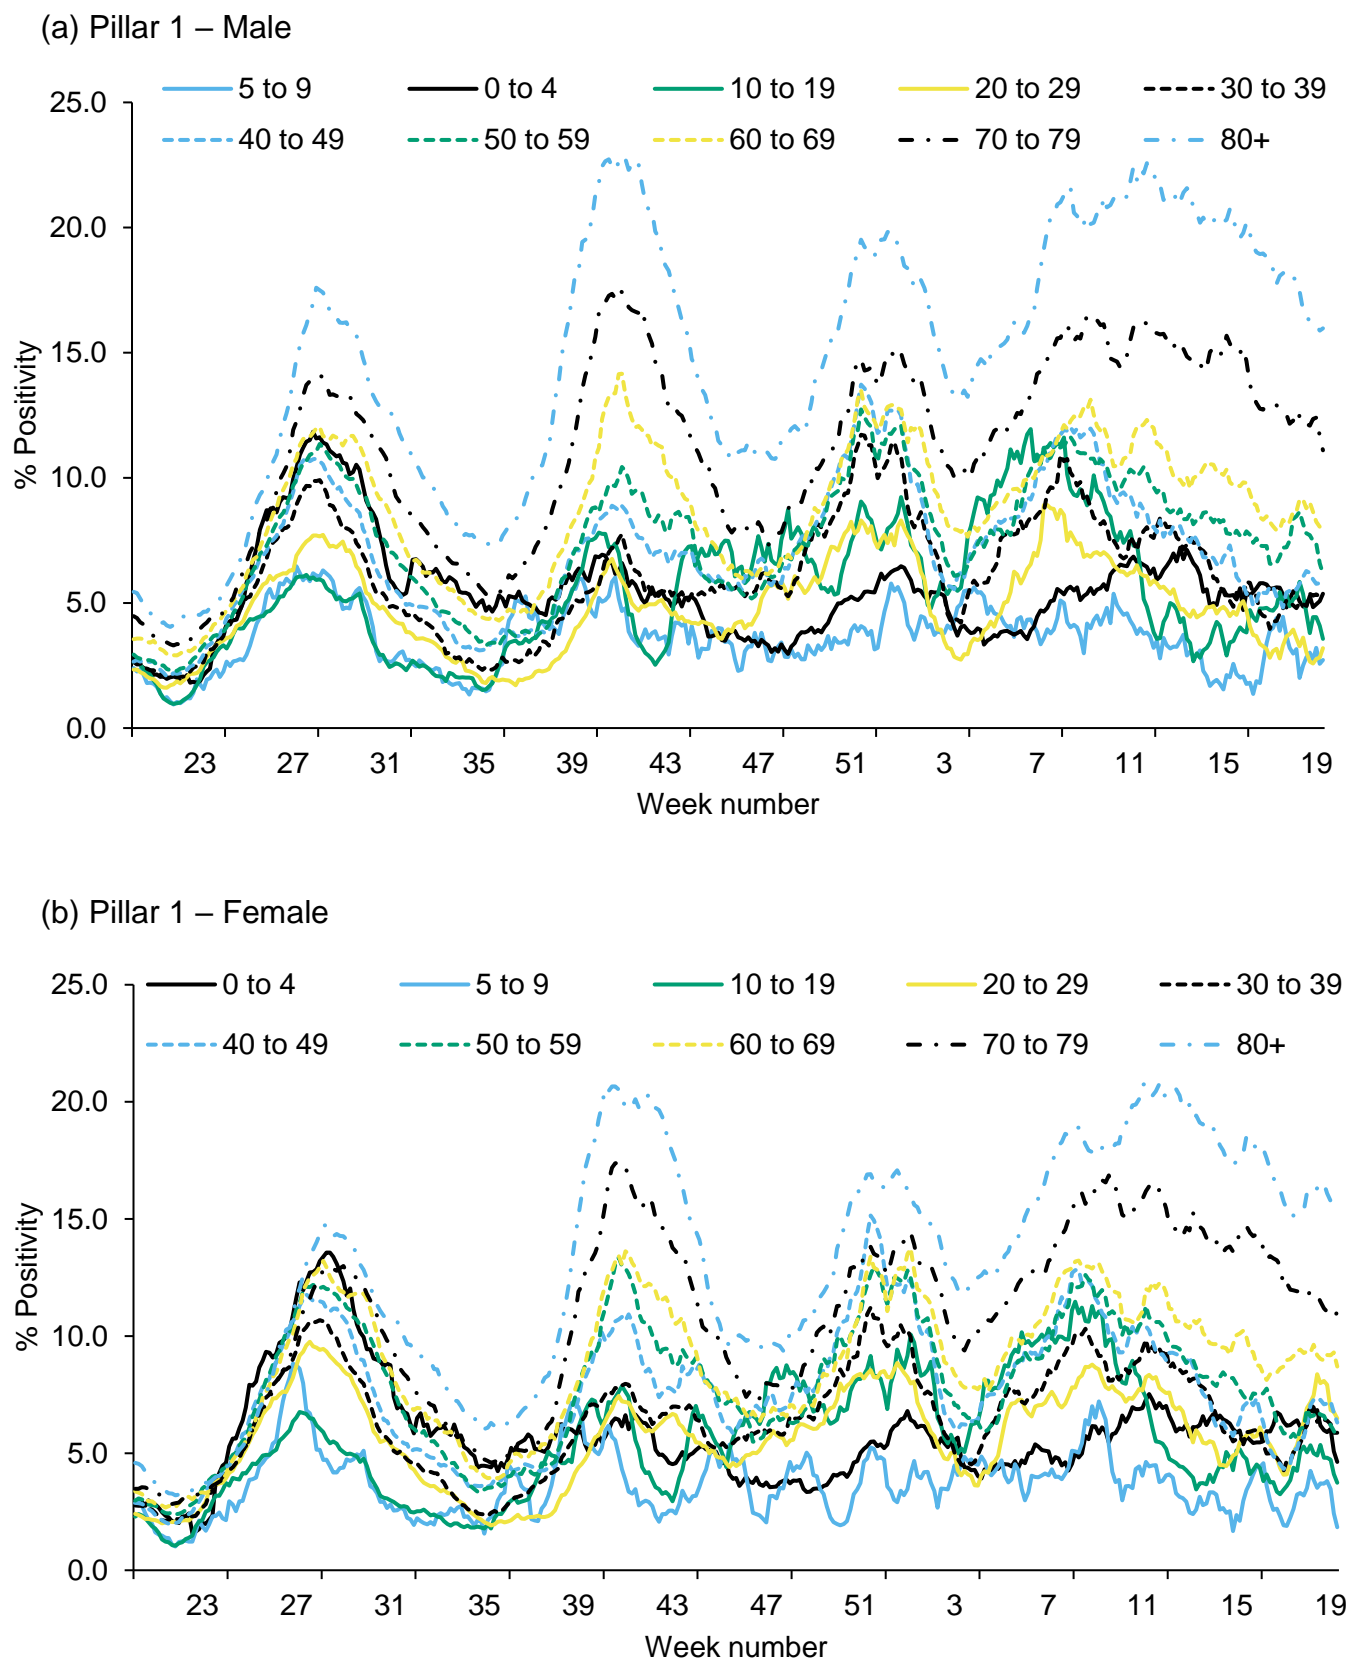 (a) Pillar 1 – Male
5 to 9 0 to 4 10 to 19 20 to 29 30 to 39
40 to 49 50 to 59 60 to 69 70 to 79 80+
25.0
20.0
15.0
10.0
5.0
0.0
% Positivity
23 27 31 35 39 43 47 51 3 7 11 15 19
Week number
(b) Pillar 1 – Female
0 to 4 5 to 9 10 to 19 20 to 29 30 to 39
40 to 49 50 to 59 60 to 69 70 to 79 80+
25.0
20.0
15.0
10.0
5.0
0.0
% Positivity
23 27 31 35 39 43 47 51 3 7 11 15 19
Week number